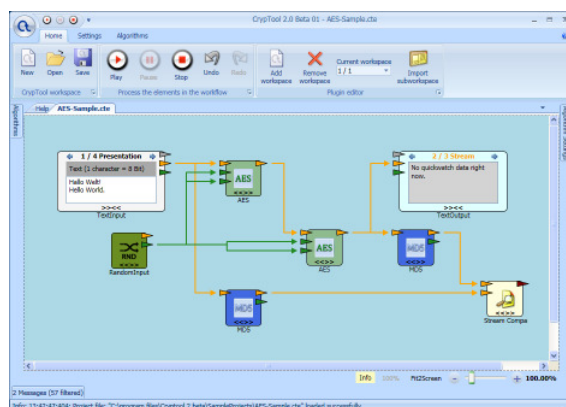 CrypTool 2.0 Beta 01 - AES-Sample.cte
Home Settings Algorithms
New Open Save Play Pause Stop Undo Redo Add workspace Remove workspace Current workspace 1 / 1 Import subworkspace
CrypTool workspace Process the elements in the workflow Plugin editor
Help AES-Sample.cte
Algorithms
1 / 4 Presentation
Text (1 character = 8 Bit)
Hello Welt!
Hello World.
>><<
TextInput
AES
<<>>
AES
2 / 3 Stream
No quickwatch data right now.
>><<
TextOutput
RND
<<>>
RandomInput
AES
<<>>
AES
MD5
<<>>
MD5
MD5
<<>>
MD5
<<>>
Stream Compa
Info 100% Fit2Screen - + 100.00%
2 Messages (57 filtered)